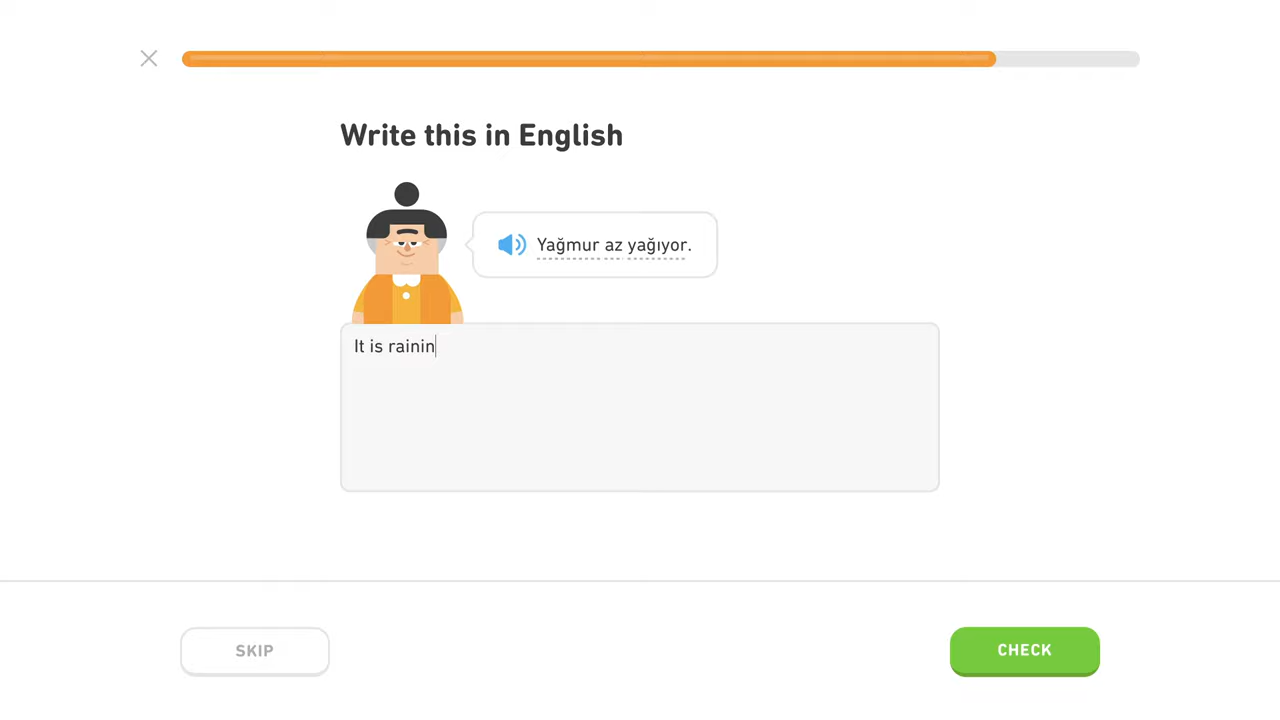 Write this in English
Yağmur az yağıyor.
It is rainin
SKIP
CHECK